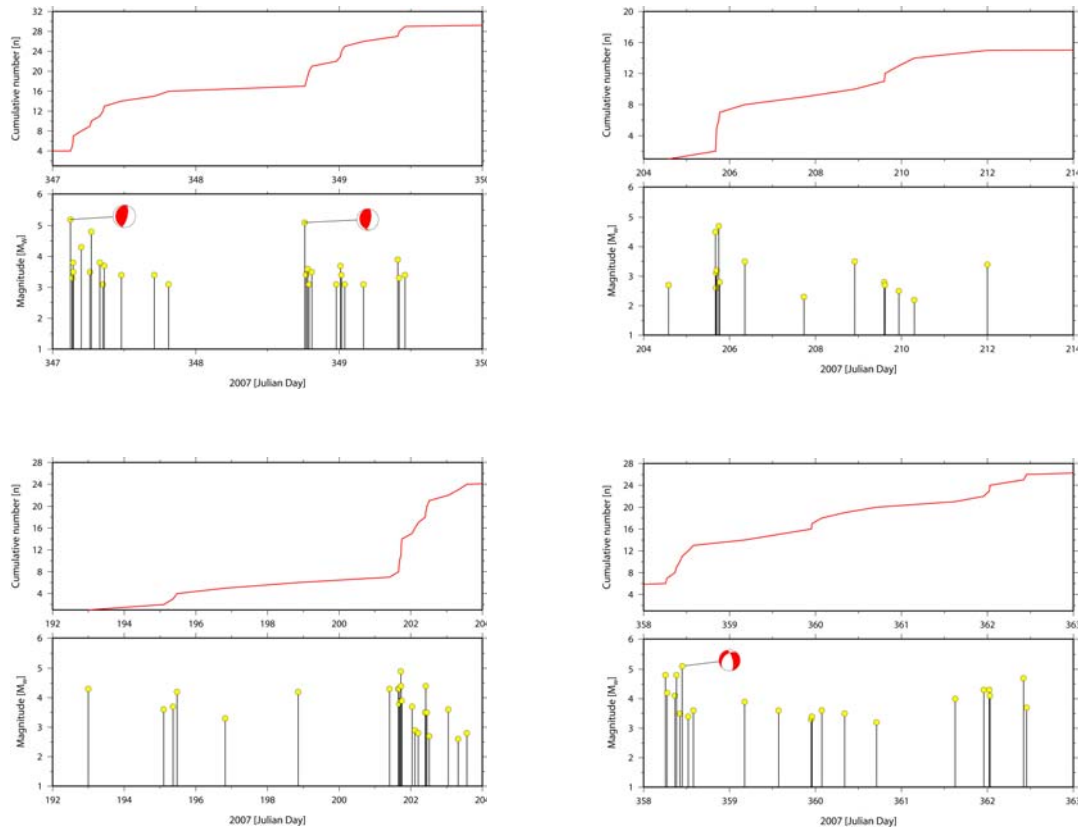 32
28
24
20
16
12
8
4
Cumulative number [n]
347 348 349 350
6
5
4
3
2
1
Magnitude [Mw]
347 348 349 350
2007 [Julian Day]
20
16
12
8
4
Cumulative number [n]
204 206 208 210 212 214
6
5
4
3
2
1
Magnitude [Mw]
204 206 208 210 212 214
2007 [Julian Day]
28
24
20
16
12
8
4
Cumulative number [n]
192 194 196 198 200 202 204
6
5
4
3
2
1
Magnitude [Mw]
192 194 196 198 200 202 204
2007 [Julian Day]
28
24
20
16
12
8
4
Cumulative number [n]
358 359 360 361 362 363
6
5
4
3
2
1
Magnitude [Mw]
358 359 360 361 362 363
2007 [Julian Day]